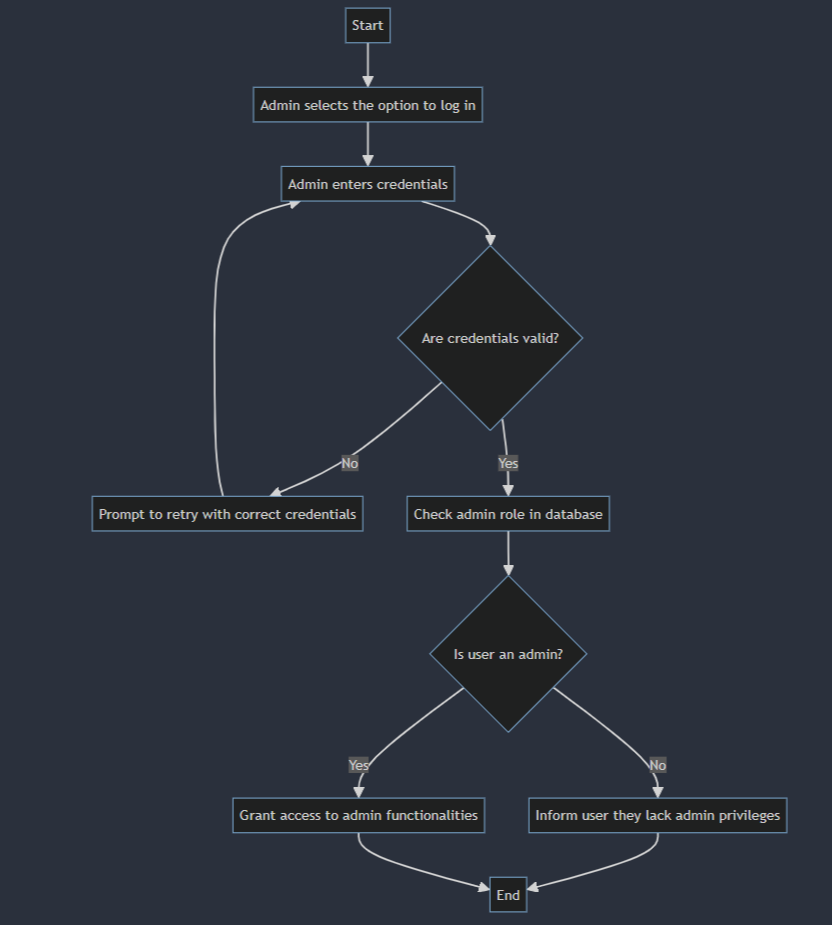 Start
Admin selects the option to log in
Admin enters credentials
Are credentials valid?
No
Yes
Prompt to retry with correct credentials
Check admin role in database
Is user an admin?
Yes
No
Grant access to admin functionalities
Inform user they lack admin privileges
End